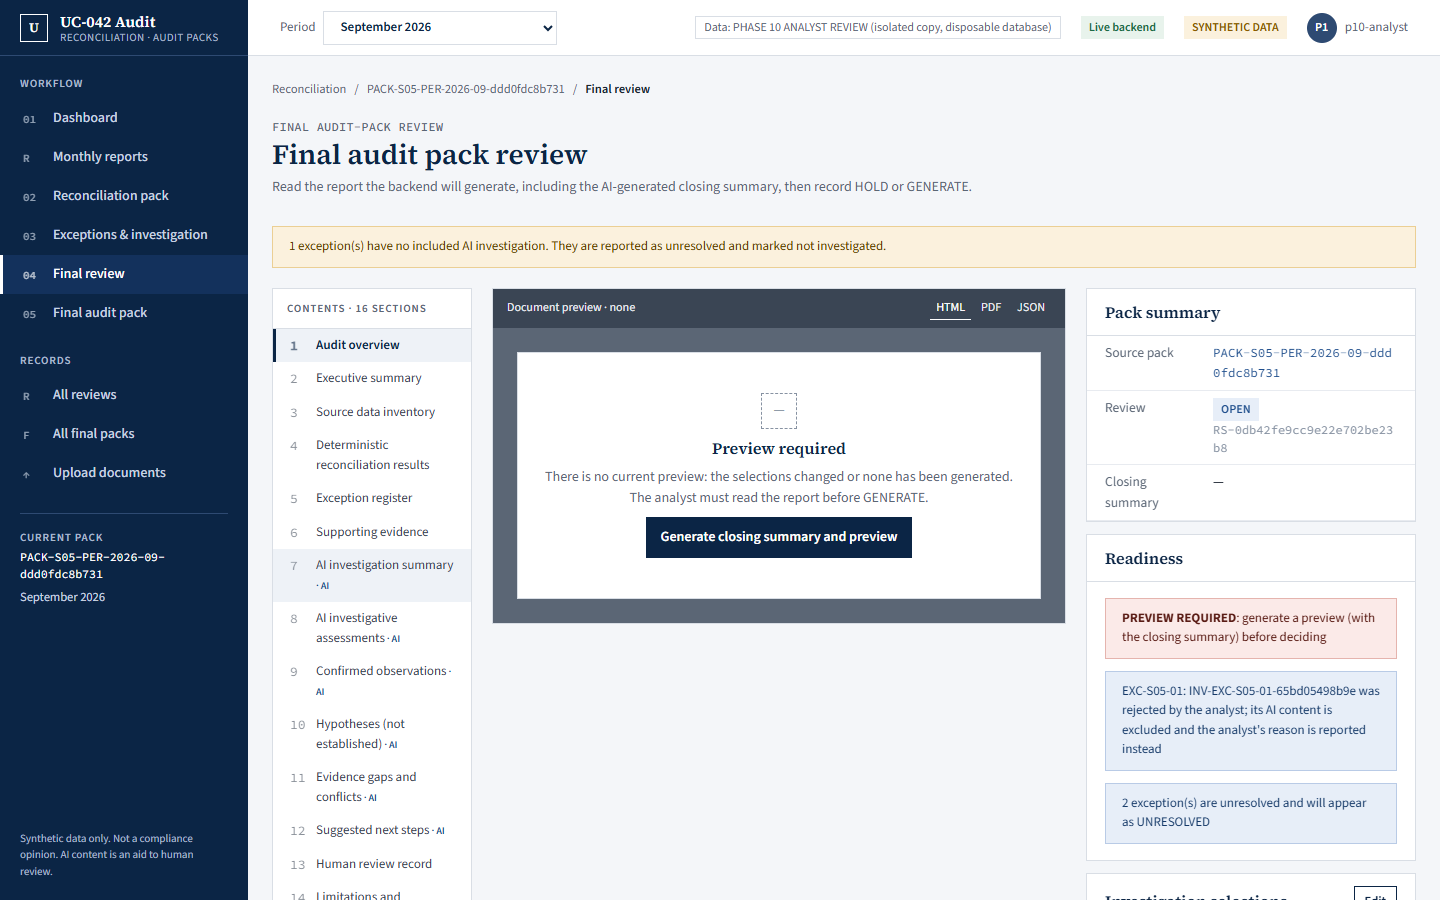 U
UC-042 Audit
RECONCILIATION · AUDIT PACKS
WORKFLOW
01 Dashboard
R Monthly reports
02 Reconciliation pack
03 Exceptions & investigation
04 Final review
05 Final audit pack
RECORDS
R All reviews
F All final packs
↑ Upload documents
CURRENT PACK
PACK-S05-PER-2026-09-
ddd0fdc8b731
September 2026
Synthetic data only. Not a compliance
opinion. AI content is an aid to human
review.
Period September 2026
Data: PHASE 10 ANALYST REVIEW (isolated copy, disposable database)
Live backend
SYNTHETIC DATA
P1 p10-analyst
Reconciliation / PACK-S05-PER-2026-09-ddd0fdc8b731 / Final review
FINAL AUDIT-PACK REVIEW
Final audit pack review
Read the report the backend will generate, including the AI-generated closing summary, then record HOLD or GENERATE.
1 exception(s) have no included AI investigation. They are reported as unresolved and marked not investigated.
CONTENTS · 16 SECTIONS
1 Audit overview
2 Executive summary
3 Source data inventory
4 Deterministic
reconciliation results
5 Exception register
6 Supporting evidence
7 AI investigation summary
· AI
8 AI investigative
assessments · AI
9 Confirmed observations ·
AI
10 Hypotheses (not
established) · AI
11 Evidence gaps and
conflicts · AI
12 Suggested next steps · AI
13 Human review record
14 Limitations and
Document preview · none
HTML PDF JSON
—
Preview required
There is no current preview: the selections changed or none has been generated.
The analyst must read the report before GENERATE.
Generate closing summary and preview
Pack summary
Source pack PACK-S05-PER-2026-09-ddd
0fdc8b731
Review OPEN
RS-0db42fe9cc9e22e702be23
b8
Closing —
summary
Readiness
PREVIEW REQUIRED: generate a preview (with
the closing summary) before deciding
EXC-S05-01: INV-EXC-S05-01-65bd05498b9e was
rejected by the analyst; its AI content is
excluded and the analyst's reason is reported
instead
2 exception(s) are unresolved and will appear
as UNRESOLVED
Investigation selections
Edit